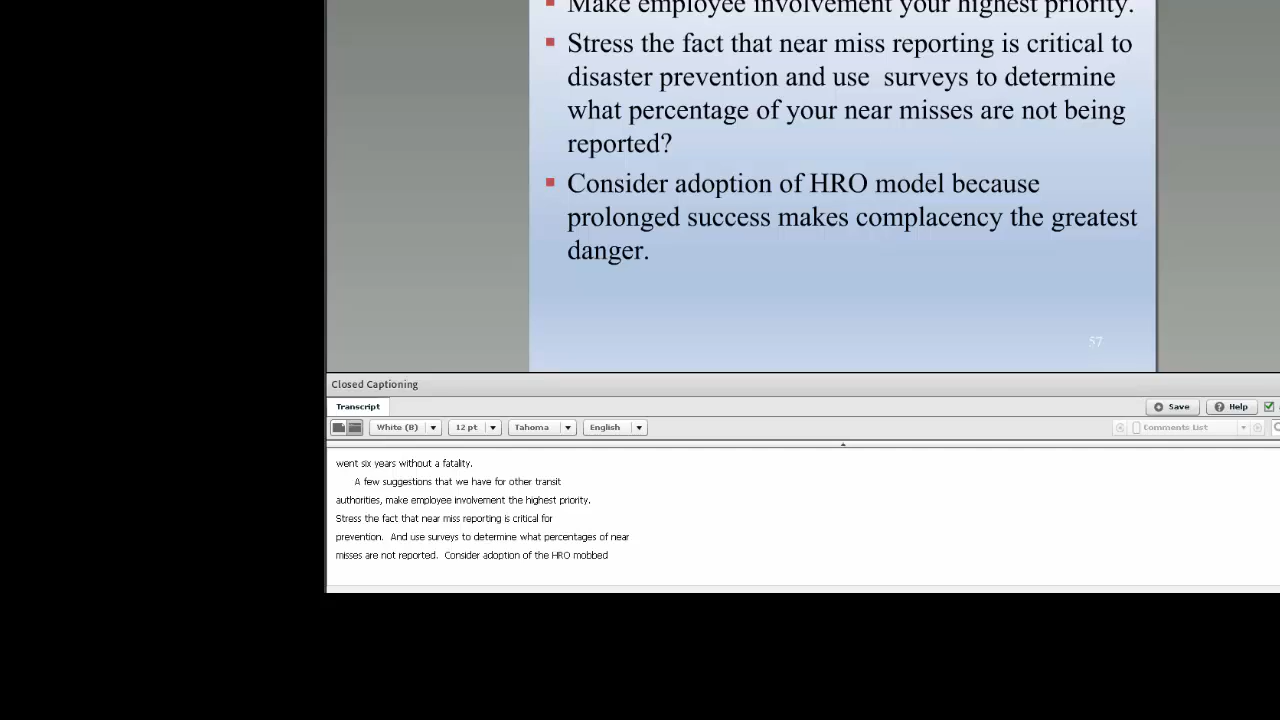 Make employee involvement your highest priority.
Stress the fact that near miss reporting is critical to
disaster prevention and use surveys to determine
what percentage of your near misses are not being
reported?
Consider adoption of HRO model because
prolonged success makes complacency the greatest
danger.
57
Closed Captioning
Transcript
Save
Help
White (8)
12 pt
Tahoma
English
Comments List
went six years without a fatality.
A few suggestions that we have for other transit
authorities, make employee involvement the highest priority.
Stress the fact that near miss reporting is critical for
prevention. And use surveys to determine what percentages of near
misses are not reported. Consider adoption of the HRO mobbed